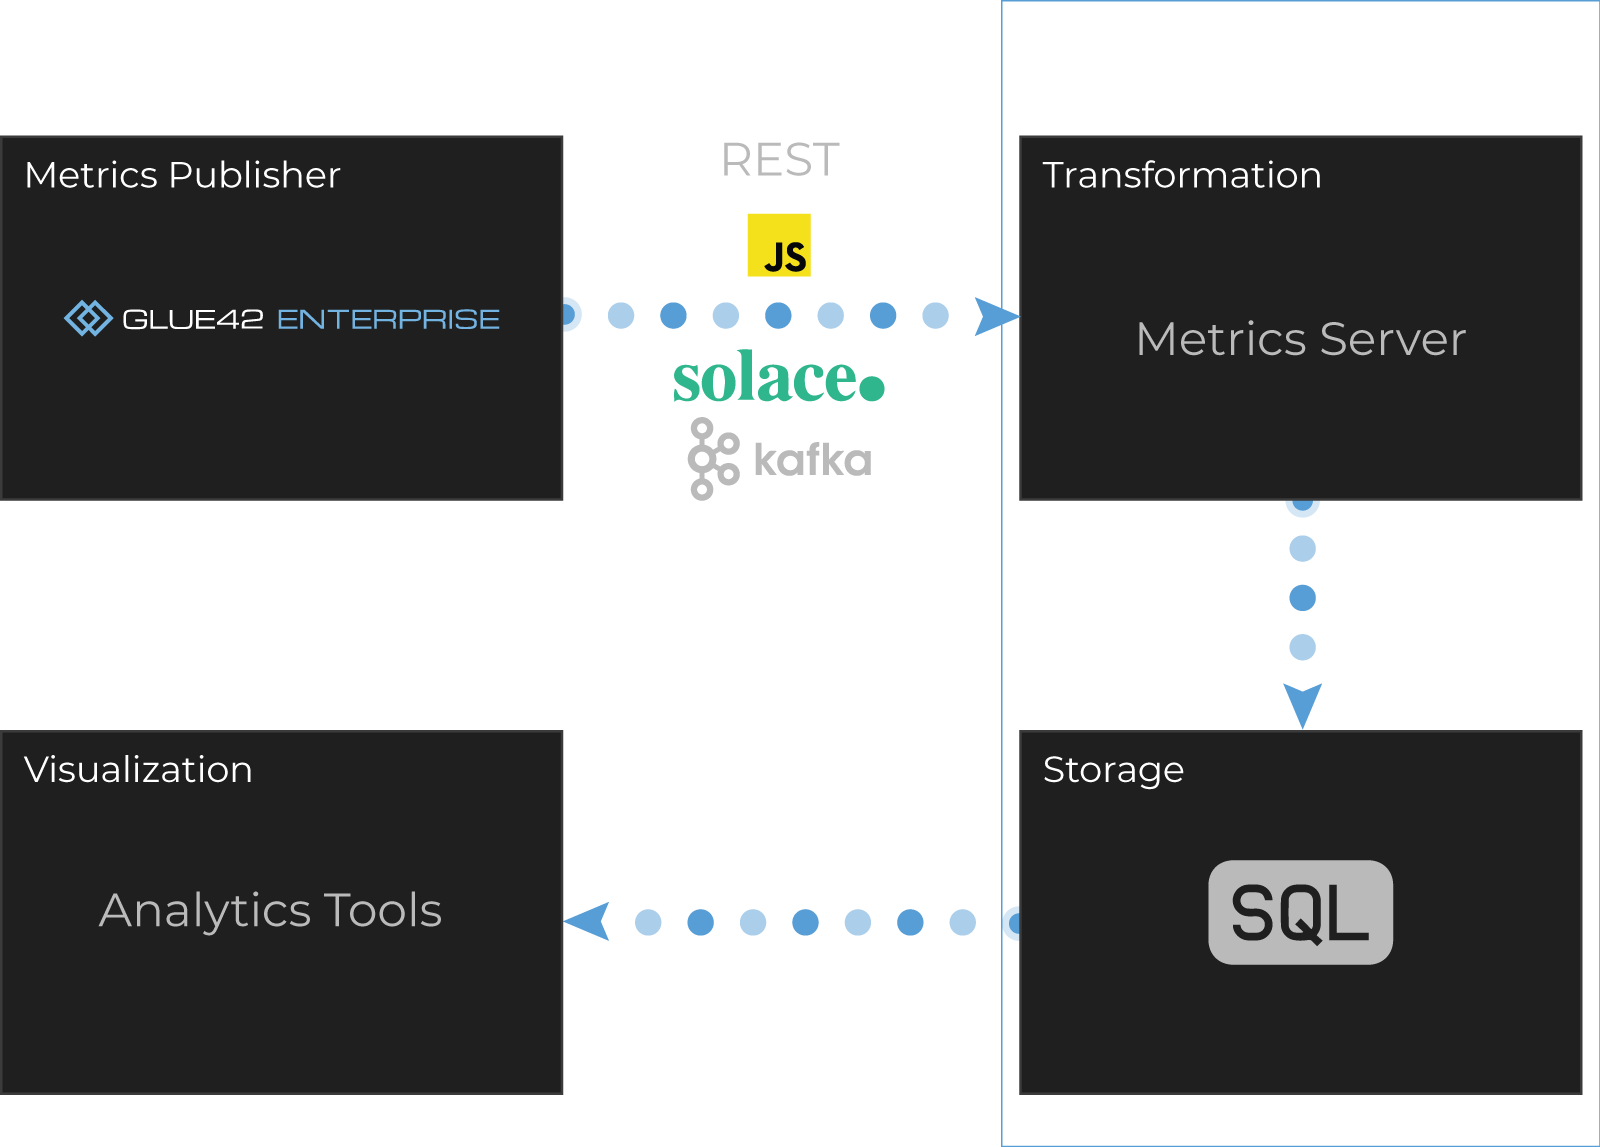 Metrics Publisher
GLUE42 ENTERPRISE
REST
JS
solace.
kafka
Transformation
Metrics Server
Visualization
Analytics Tools
Storage
SQL